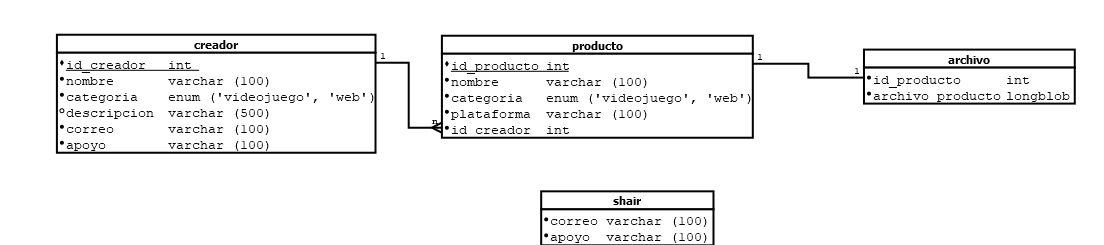 creador
♦id_creador int
•nombre varchar (100)
•categoria enum ('videojuego', 'web')
○descripcion varchar (500)
•correo varchar (100)
•apoyo varchar (100)
1
n
producto
♦id_producto int
•nombre varchar (100)
•categoria enum ('videojuego', 'web')
•plataforma varchar (100)
•id_creador int
1
1
archivo
•id_producto int
•archivo_producto longblob
shair
•correo varchar (100)
•apoyo varchar (100)